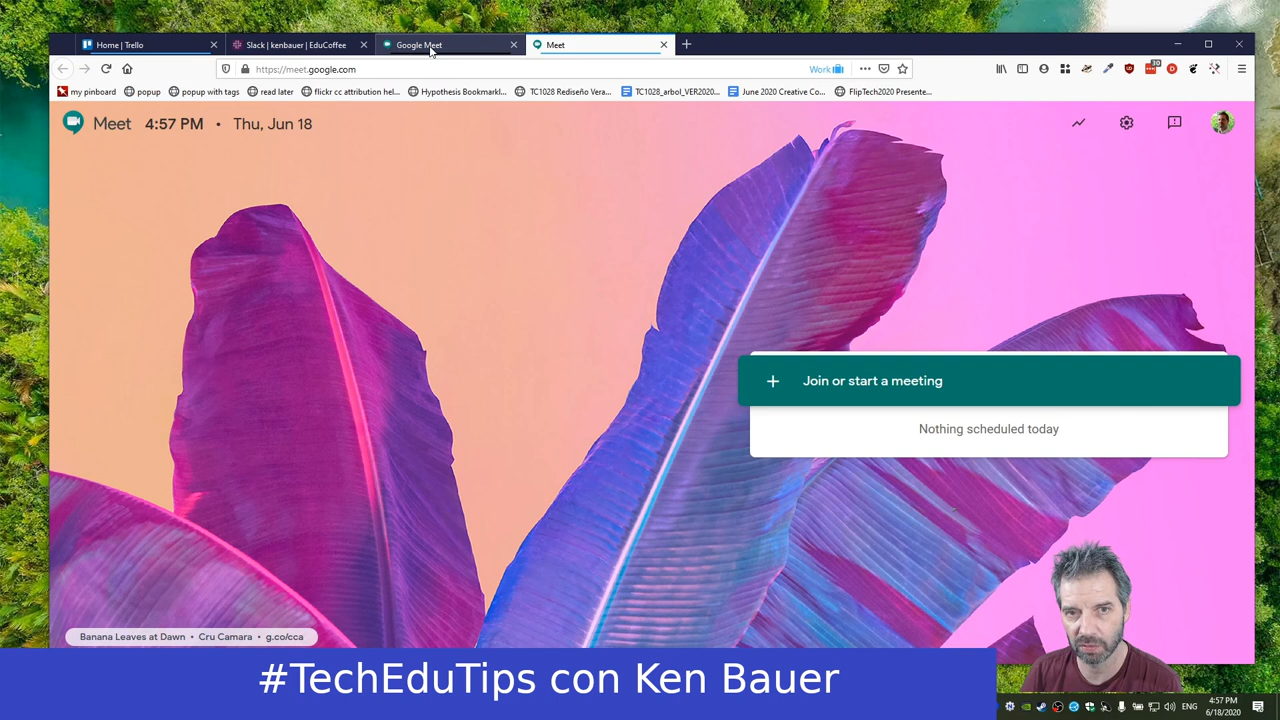 Home | Trello
Slack | kenbauer | EduCoffee
Google Meet
Meet
https://meet.google.com
Work
20
my pinboard
popup
popup with tags
read later
flickr cc attribution hel...
Hypothesis Bookmarkl...
TC1028 Rediseño Vera...
TC1028_arbol_VER2020...
June 2020 Creative Co...
FlipTech2020 Presente...
Meet 4:57 PM • Thu, Jun 18
Join or start a meeting
Nothing scheduled today
Banana Leaves at Dawn • Cru Camara • g.co/cca
#TechEduTips con Ken Bauer
ENG
4:57 PM
6/18/2020